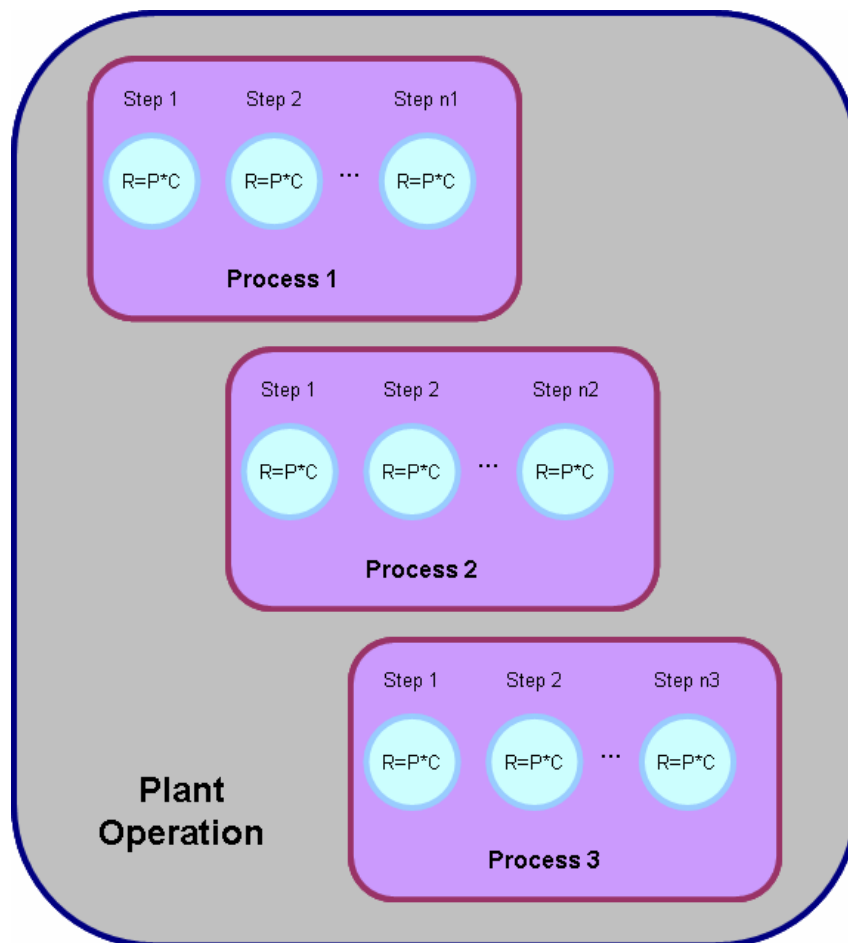 Step 1 Step 2 Step n1
R=P*C R=P*C ... R=P*C
Process 1
Step 1 Step 2 Step n2
R=P*C R=P*C ... R=P*C
Process 2
Step 1 Step 2 Step n3
R=P*C R=P*C ... R=P*C
Plant
Operation
Process 3